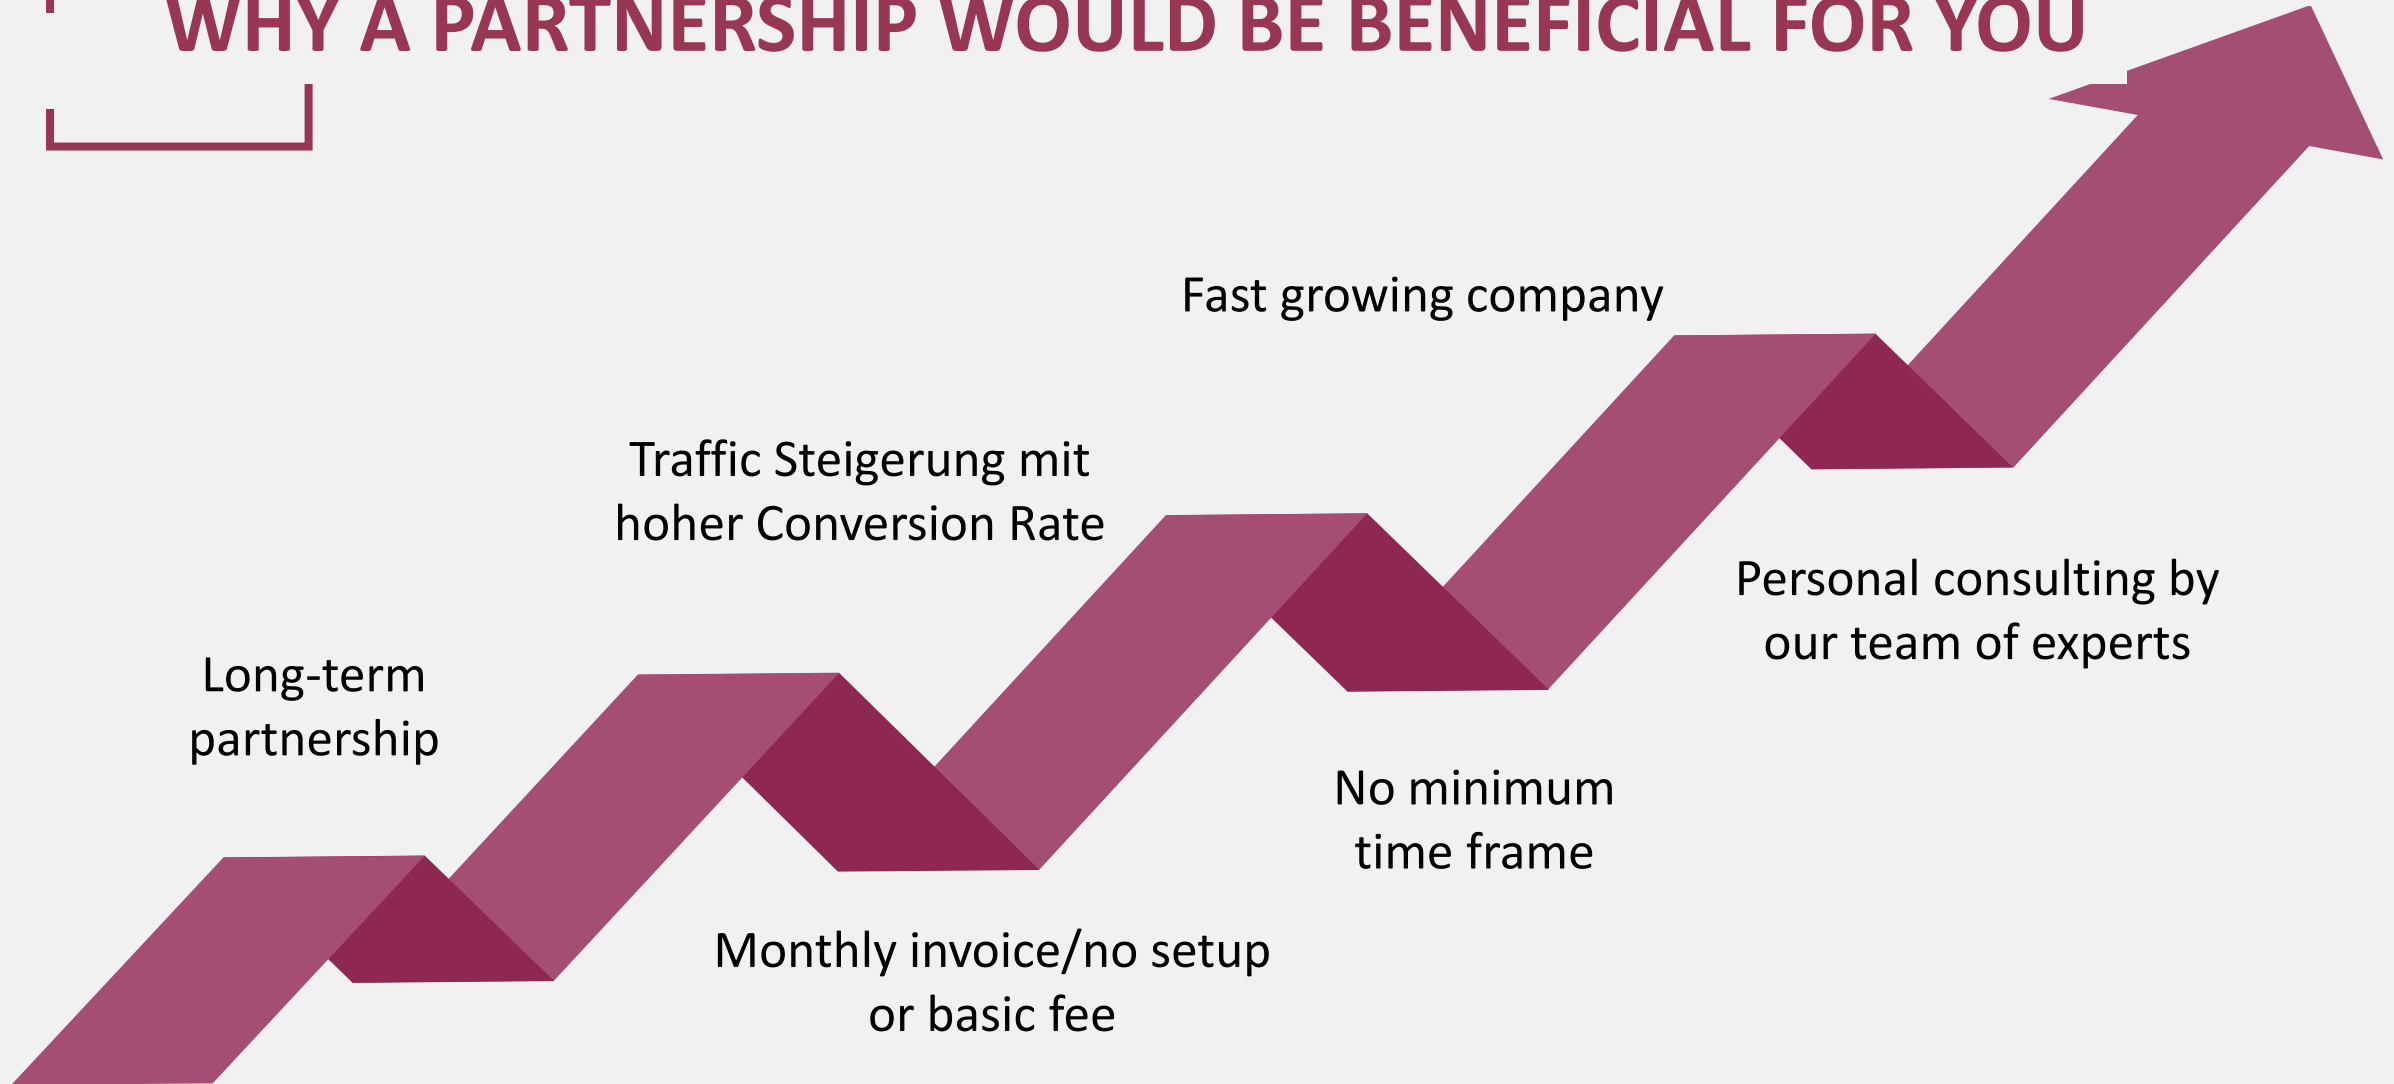 WHY A PARTNERSHIP WOULD BE BENEFICIAL FOR YOU
Fast growing company
Traffic Steigerung mit
hoher Conversion Rate
Personal consulting by
our team of experts
Long-term
partnership
No minimum
time frame
Monthly invoice/no setup
or basic fee